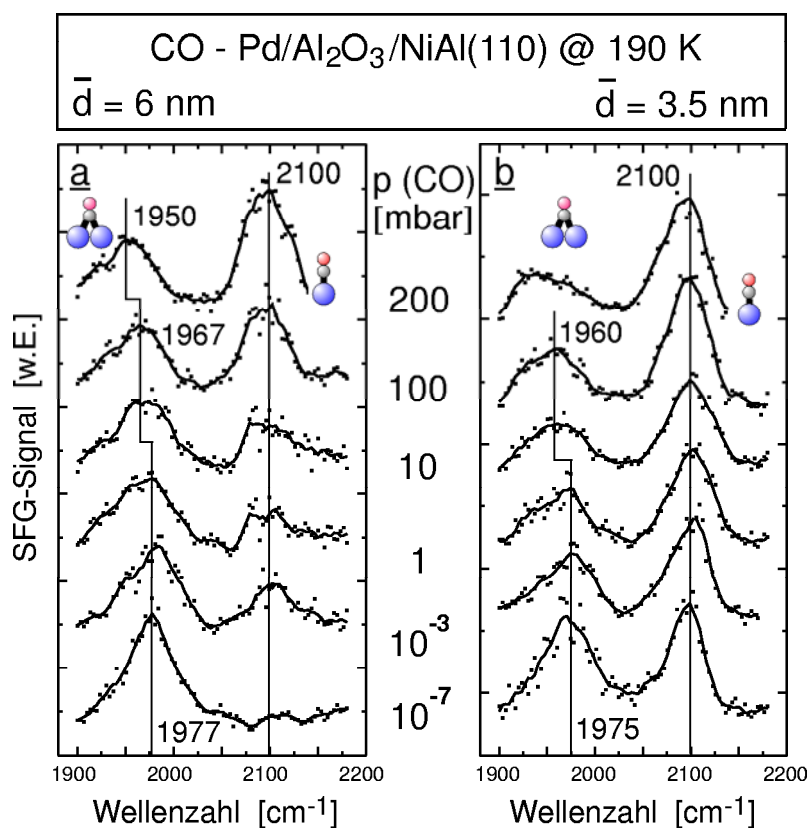 CO - Pd/Al₂O₃/NiAl(110) @ 190 K
d̄ = 6 nm
d̄ = 3.5 nm
a
2100
p (CO)
[mbar]
b
2100
1950
200
1967
1960
100
10
1
10⁻³
10⁻⁷
1977
1975
SFG-Signal [w.E.]
1900 2000 2100 2200
1900 2000 2100 2200
Wellenzahl [cm⁻¹]
Wellenzahl [cm⁻¹]